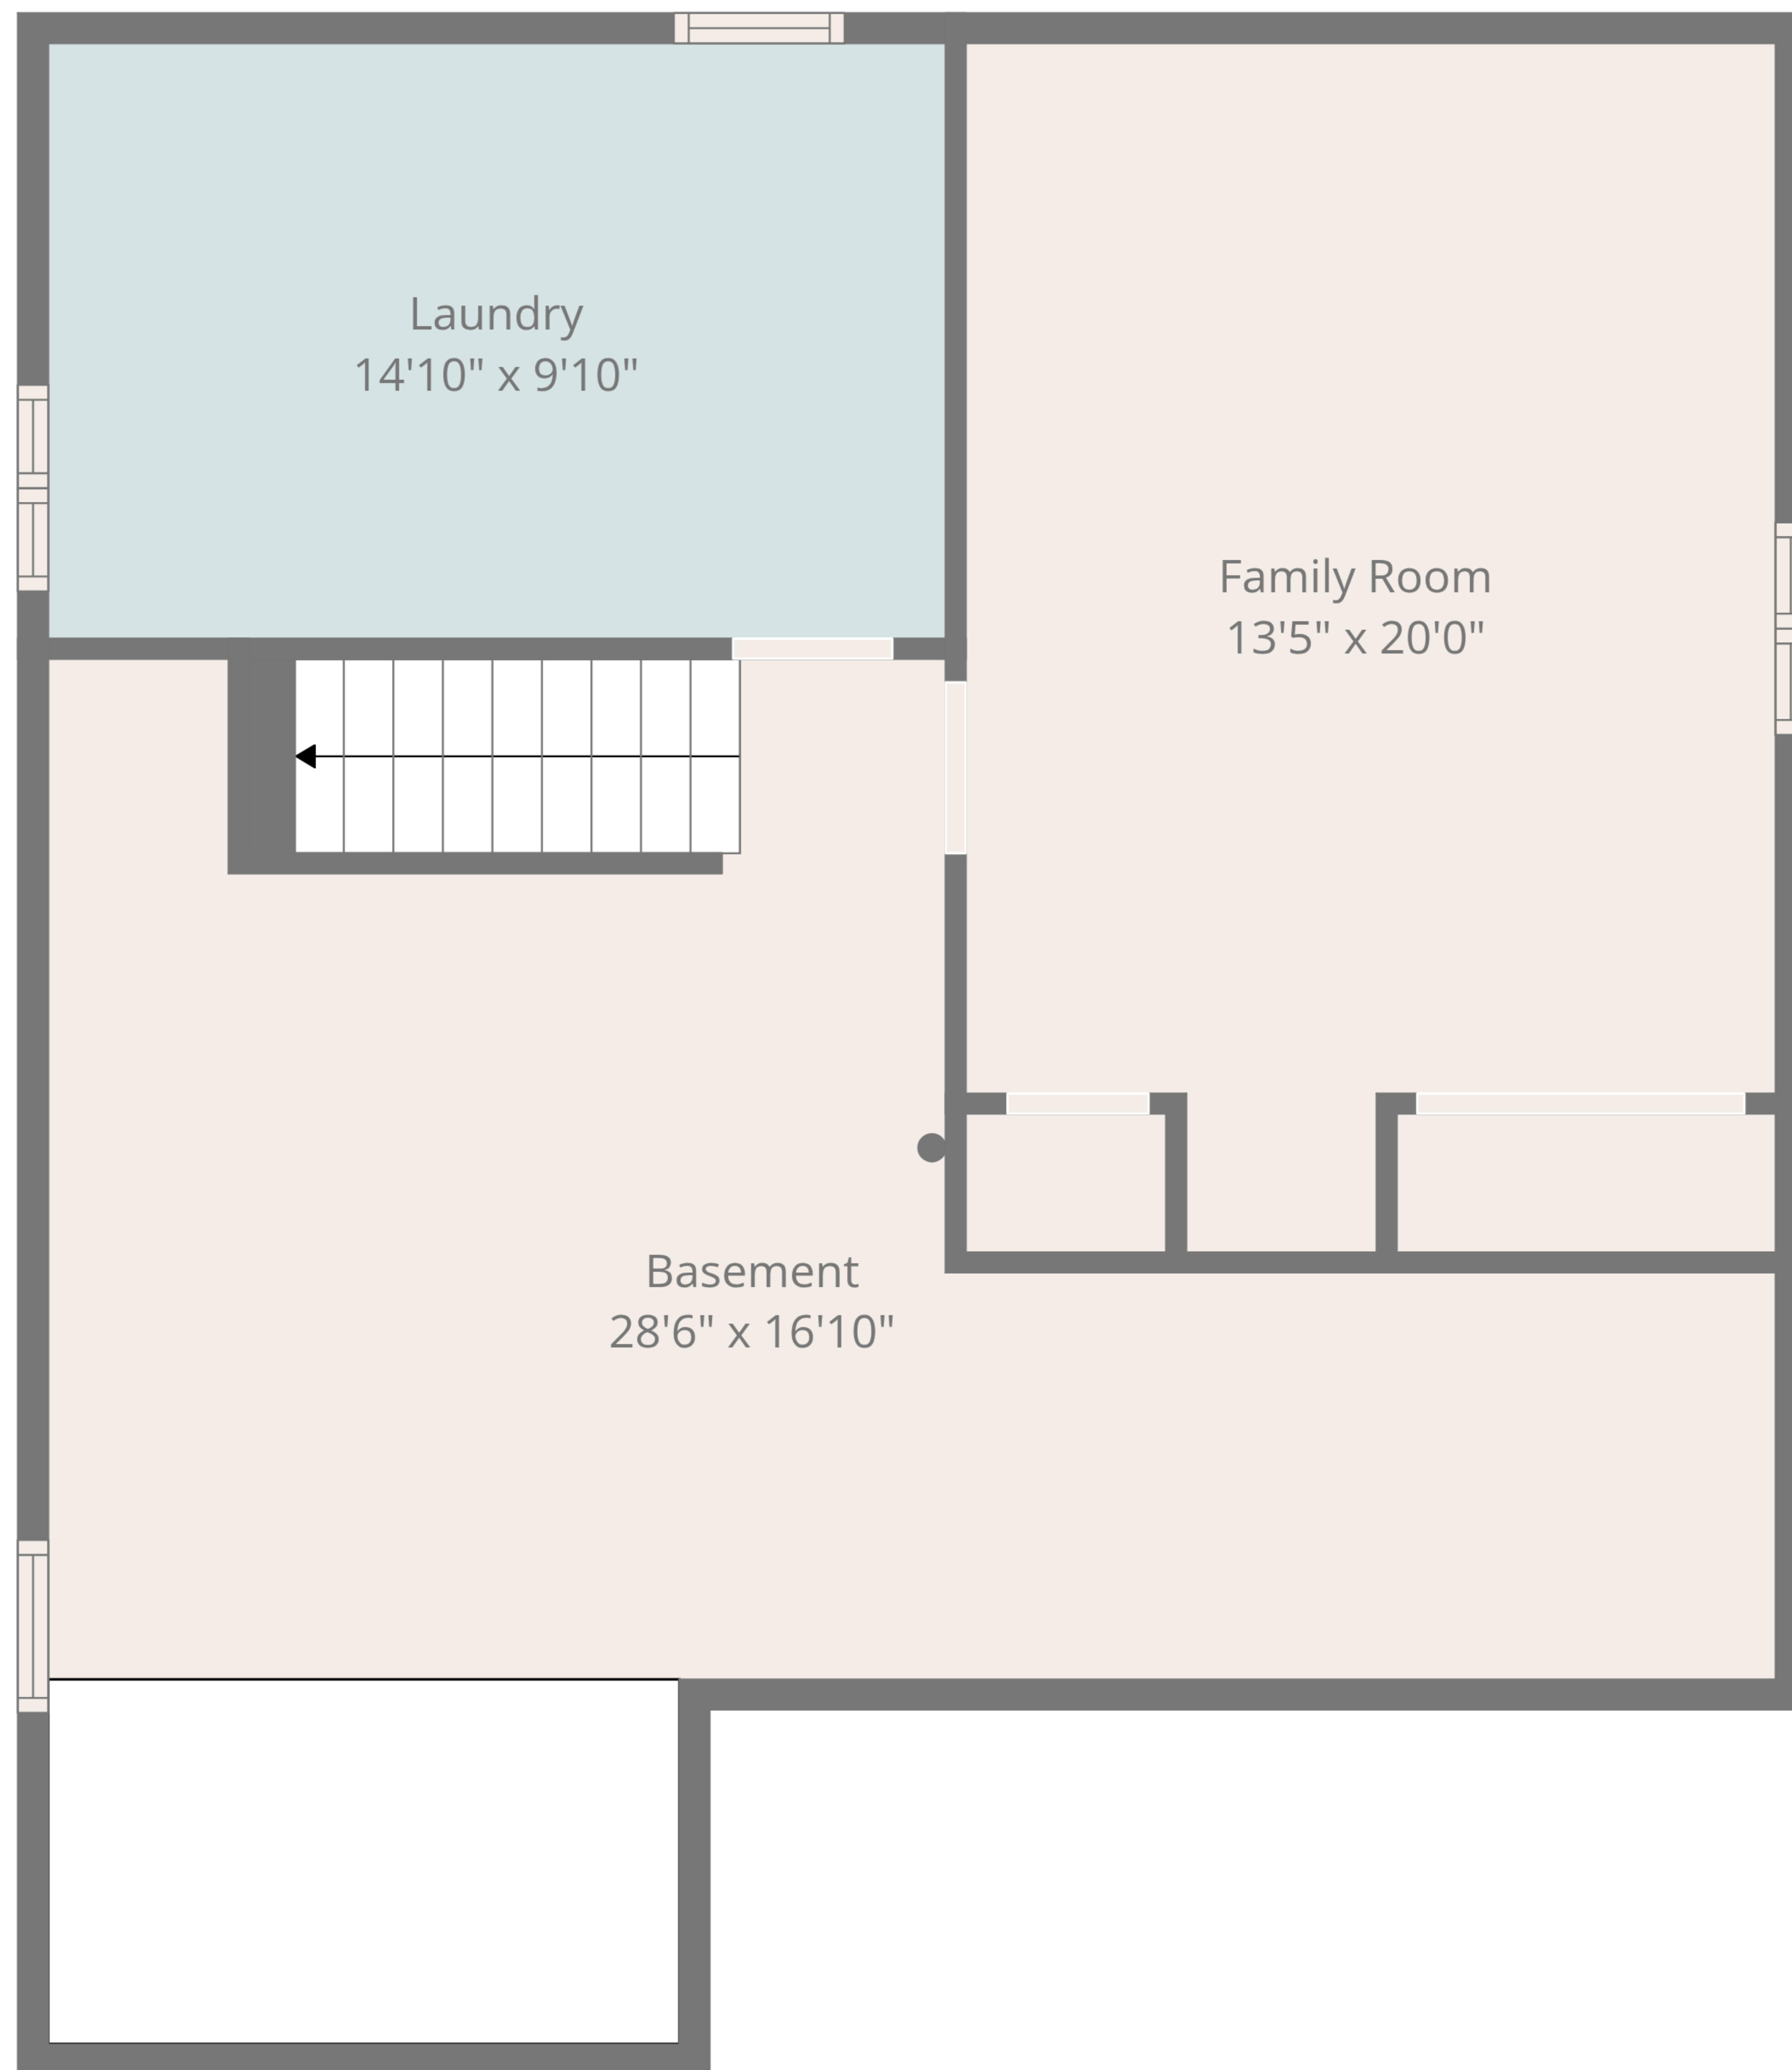 Laundry
14'10" x 9'10"
Family Room
13'5" x 20'0"
Basement
28'6" x 16'10"